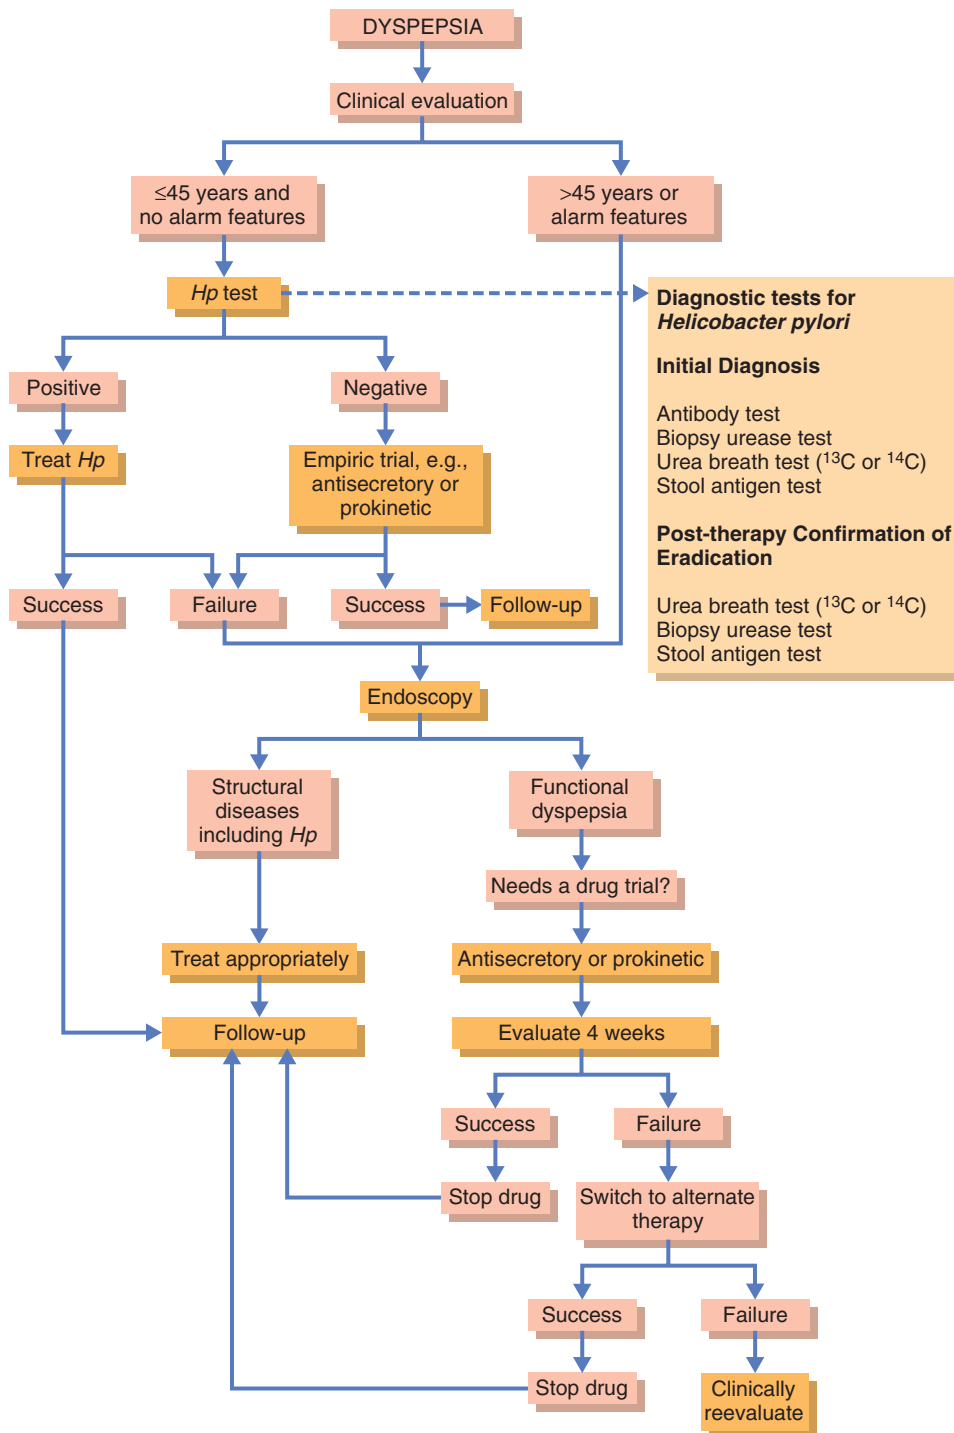 DYSPEPSIA
Clinical evaluation
≤45 years and
no alarm features
>45 years or
alarm features
Hp test
Diagnostic tests for
Helicobacter pylori
Initial Diagnosis
Antibody test
Biopsy urease test
Urea breath test (¹³C or ¹⁴C)
Stool antigen test
Post-therapy Confirmation of
Eradication
Urea breath test (¹³C or ¹⁴C)
Biopsy urease test
Stool antigen test
Positive
Negative
Treat Hp
Empiric trial, e.g.,
antisecretory or
prokinetic
Success
Failure
Success
Follow-up
Endoscopy
Structural
diseases
including Hp
Functional
dyspepsia
Needs a drug trial?
Treat appropriately
Antisecretory or prokinetic
Follow-up
Evaluate 4 weeks
Success
Failure
Stop drug
Switch to alternate
therapy
Success
Failure
Stop drug
Clinically
reevaluate